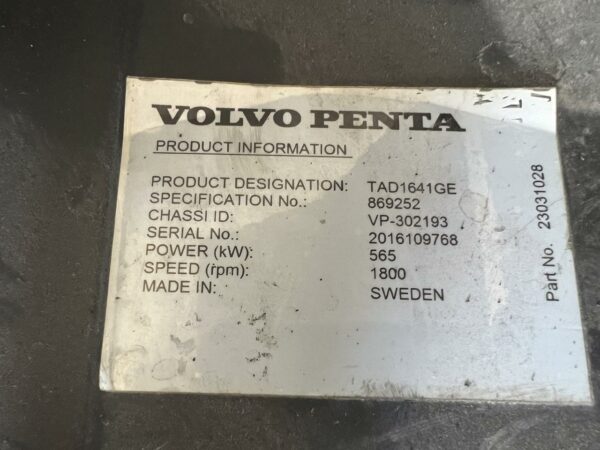 VOLVO PENTA
PRODUCT INFORMATION
PRODUCT DESIGNATION: TAD1641GE
SPECIFICATION No.: 869252
CHASSI ID: VP-302193
SERIAL No.: 2016109768
POWER (kW): 565
SPEED (rpm): 1800
MADE IN: SWEDEN
Part No. 23031028